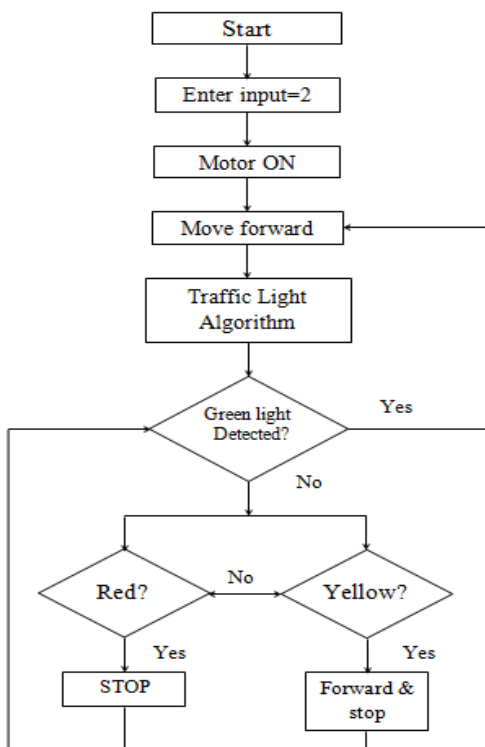 Start
Enter input=2
Motor ON
Move forward
Traffic Light
Algorithm
Green light
Detected?
Yes
No
Red?
No
Yellow?
Yes
Yes
STOP
Forward &
stop